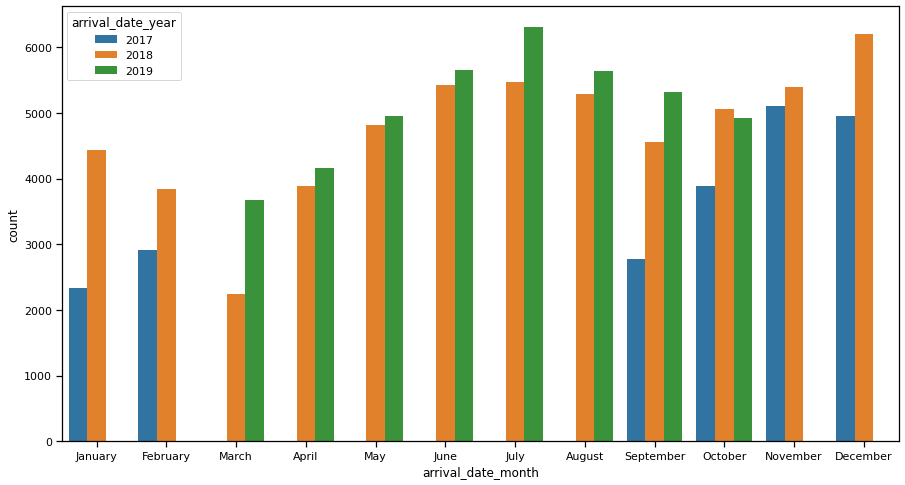 arrival_date_year
2017
2018
2019
6000
5000
4000
3000
2000
1000
0
count
January February March April May June July August September October November December
arrival_date_month